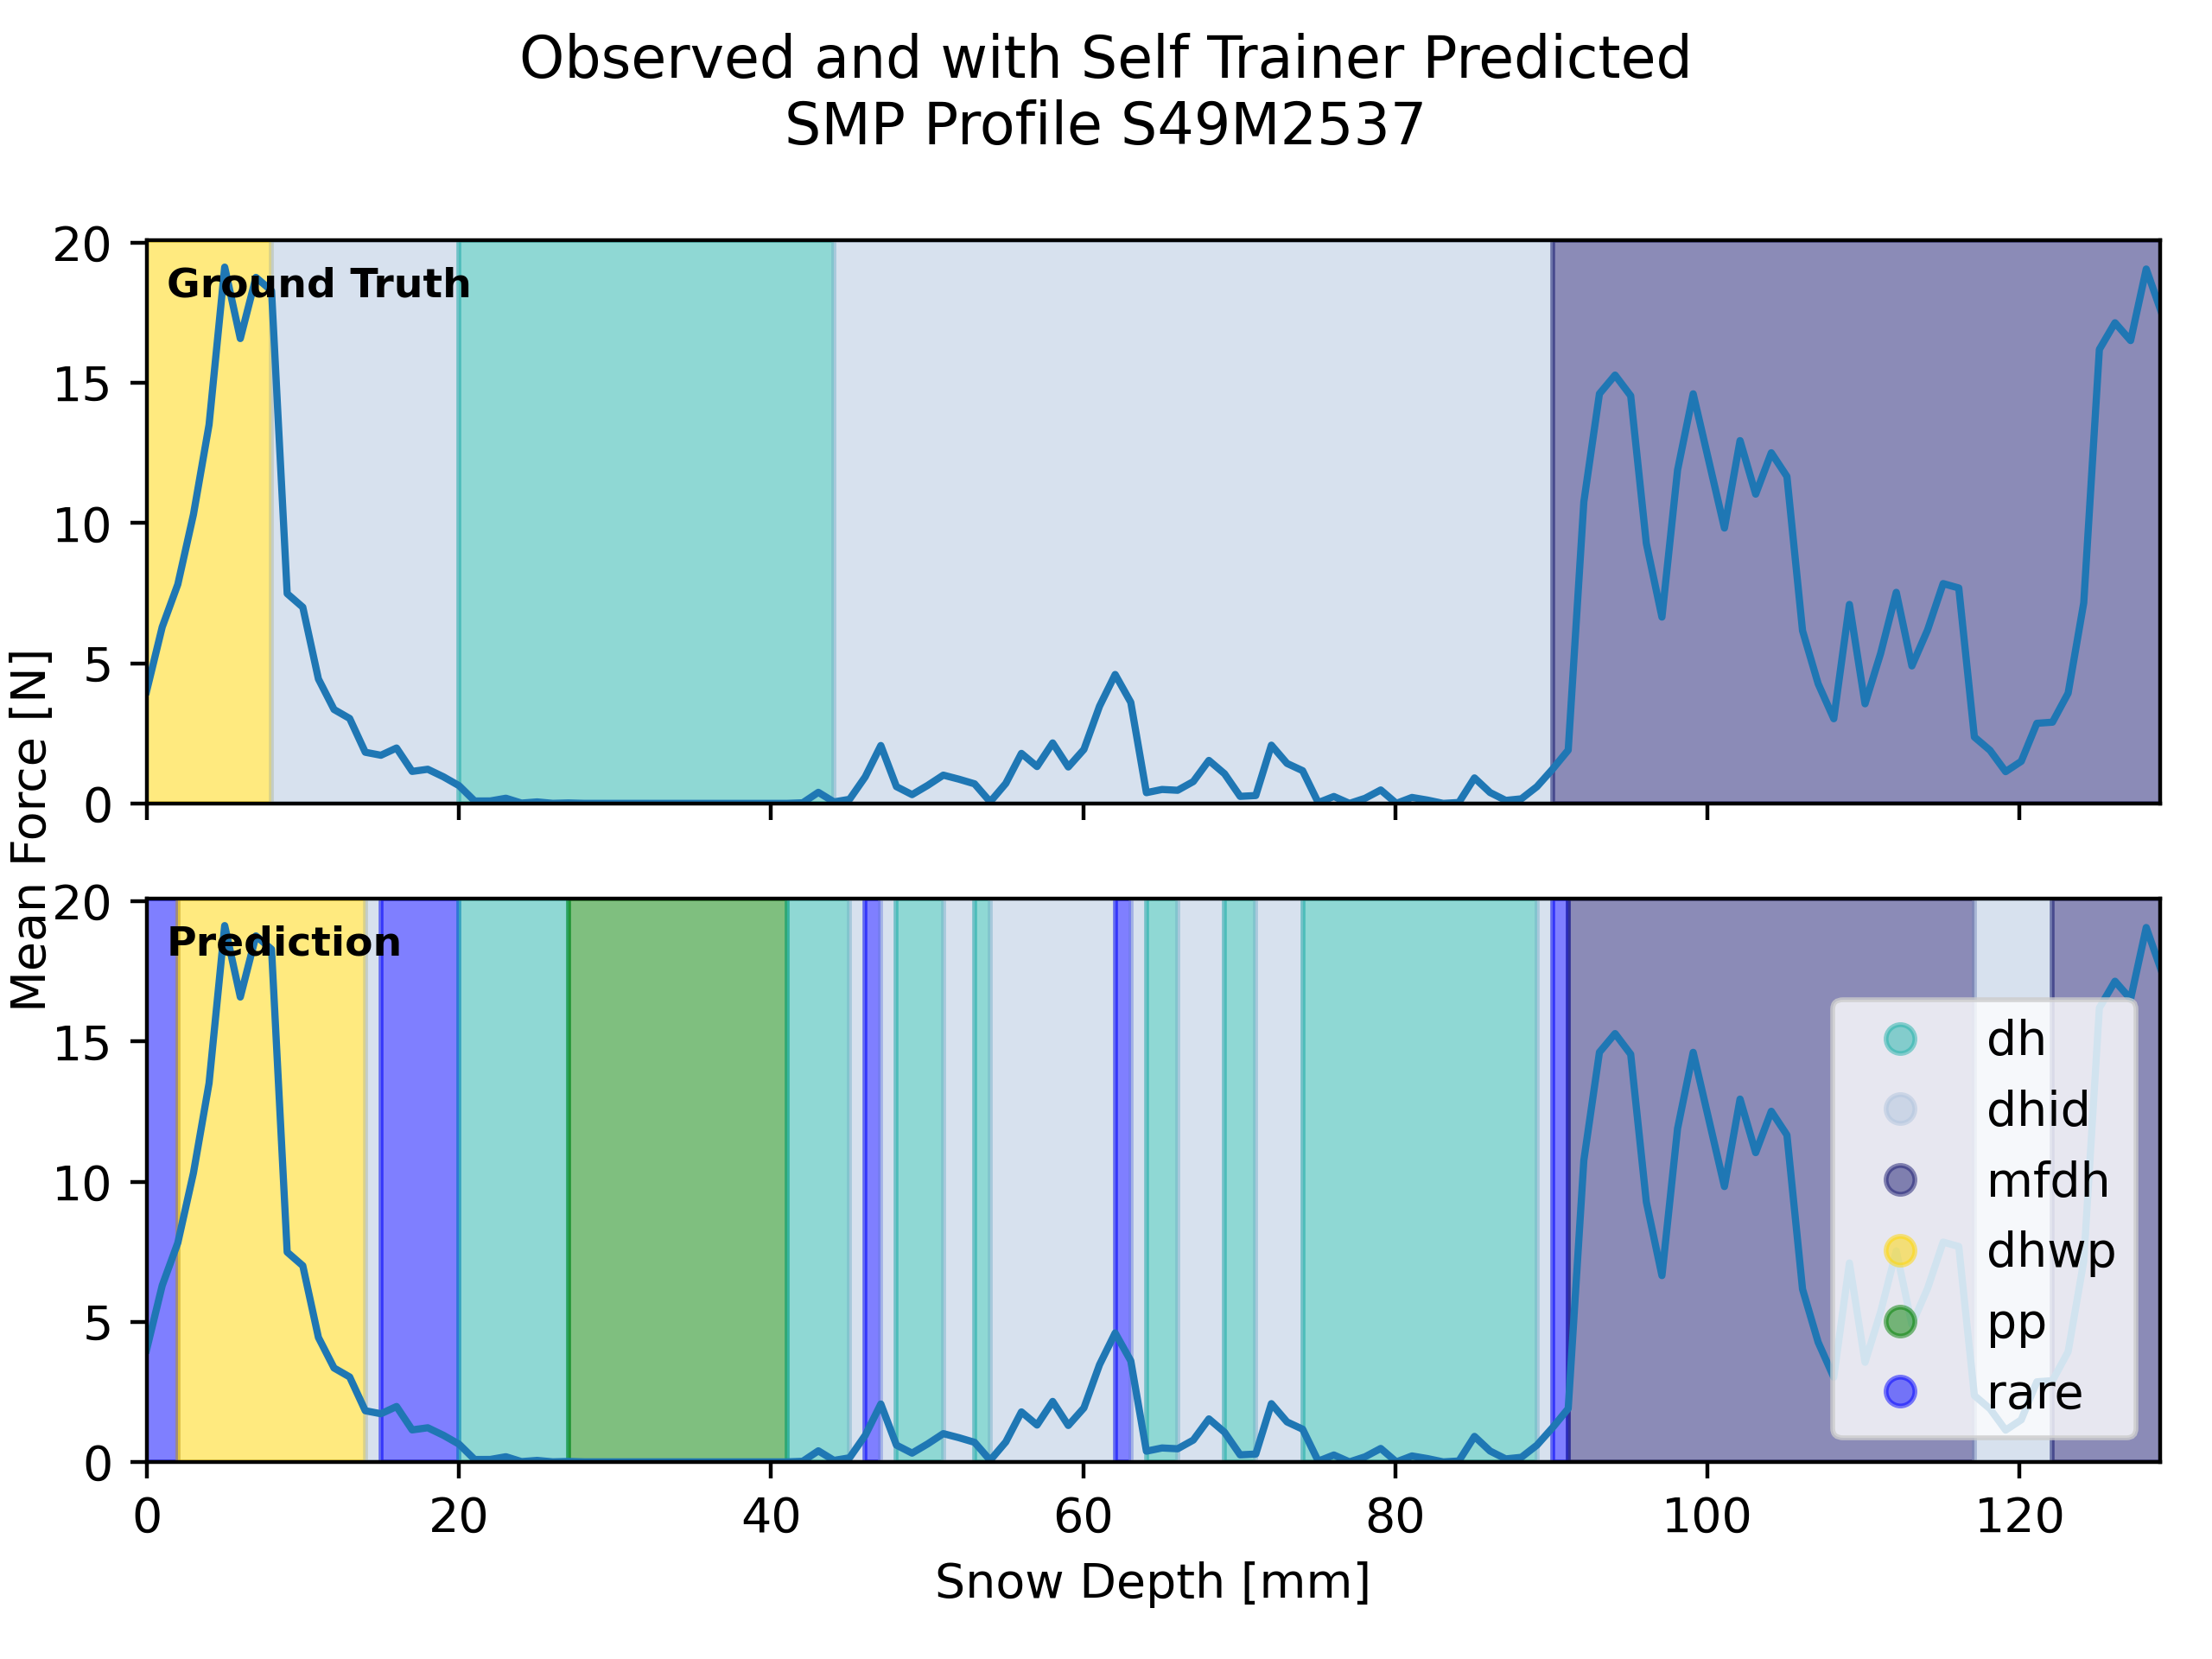 Observed and with Self Trainer Predicted
SMP Profile S49M2537
Mean Force [N]
20
15
10
5
0
Ground Truth
20
15
10
5
0
Prediction
dh
dhid
mfdh
dhwp
pp
rare
0 20 40 60 80 100 120
Snow Depth [mm]